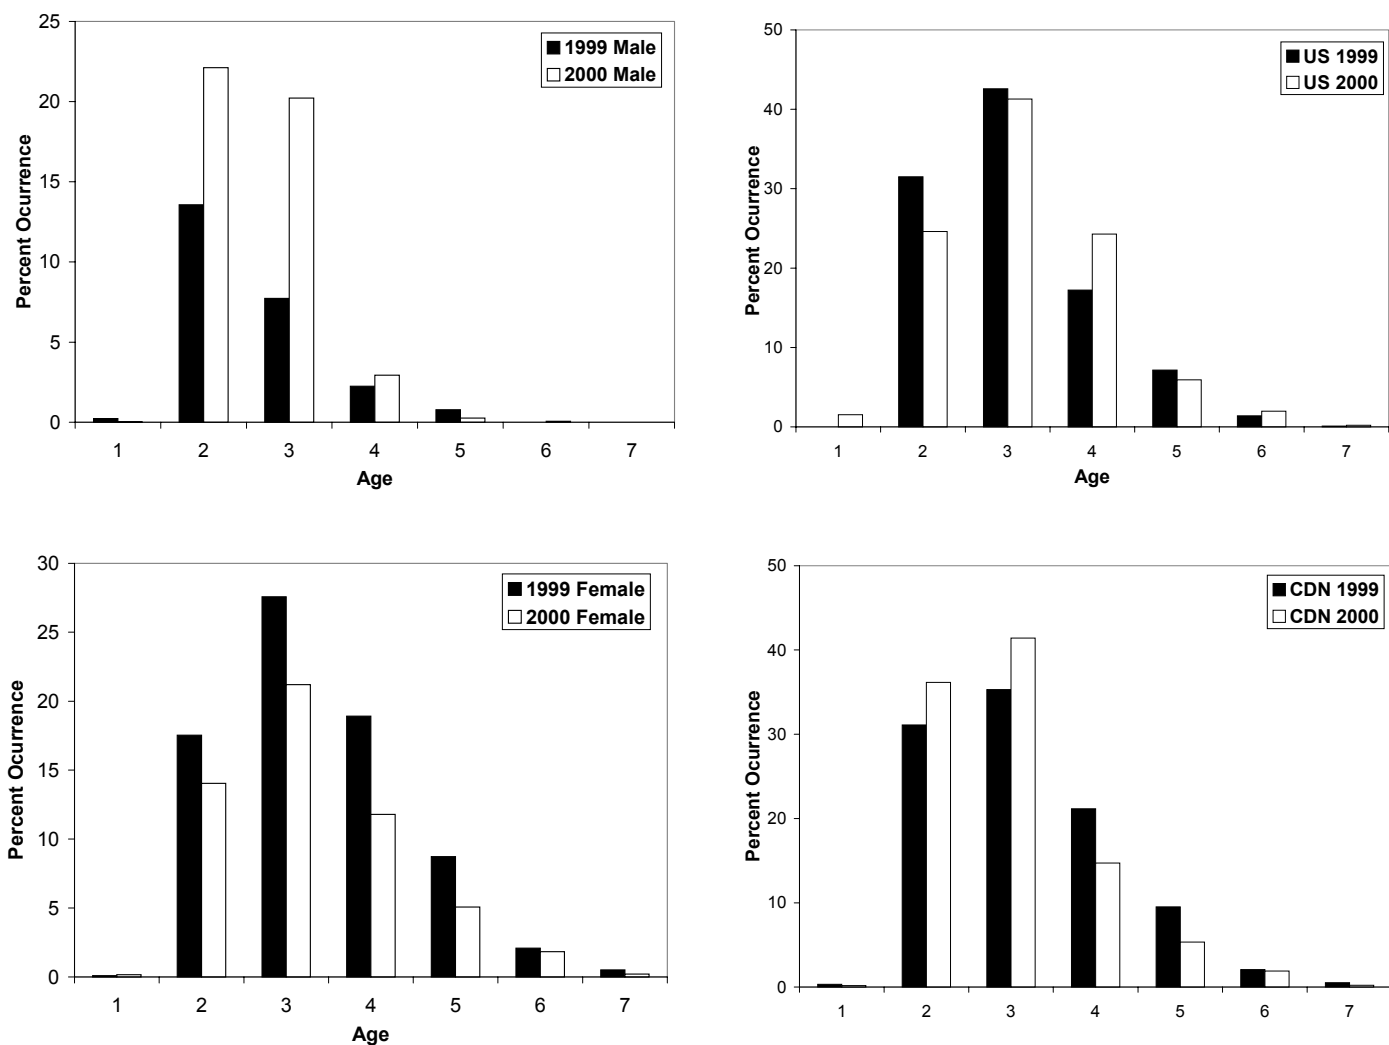 25
20
15
10
5
0
Percent Ocurrence
1999 Male
2000 Male
1 2 3 4 5 6 7
Age
50
40
30
20
10
0
Percent Ocurrence
US 1999
US 2000
1 2 3 4 5 6 7
Age
30
25
20
15
10
5
0
Percent Ocurrence
1999 Female
2000 Female
1 2 3 4 5 6 7
Age
50
40
30
20
10
0
Percent Ocurrence
CDN 1999
CDN 2000
1 2 3 4 5 6 7